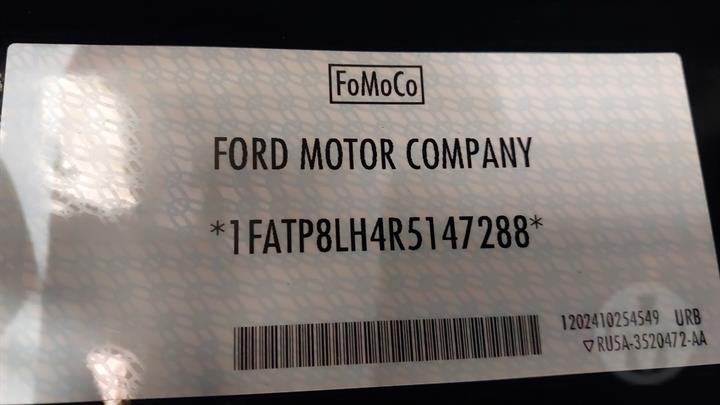 FoMoCo
FORD MOTOR COMPANY
*1FATP8LH4R5147288*
1202410254549 URB
▽RU5A-3520472-AA